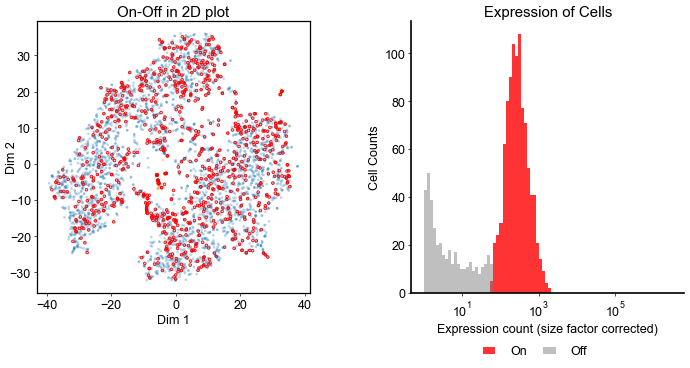 On-Off in 2D plot
30
20
10
0
−10
−20
−30
Dim 2
−40
−20
0
20
40
Dim 1
Expression of Cells
100
80
60
40
20
0
Cell Counts
10^1
10^3
10^5
Expression count (size factor corrected)
On
Off